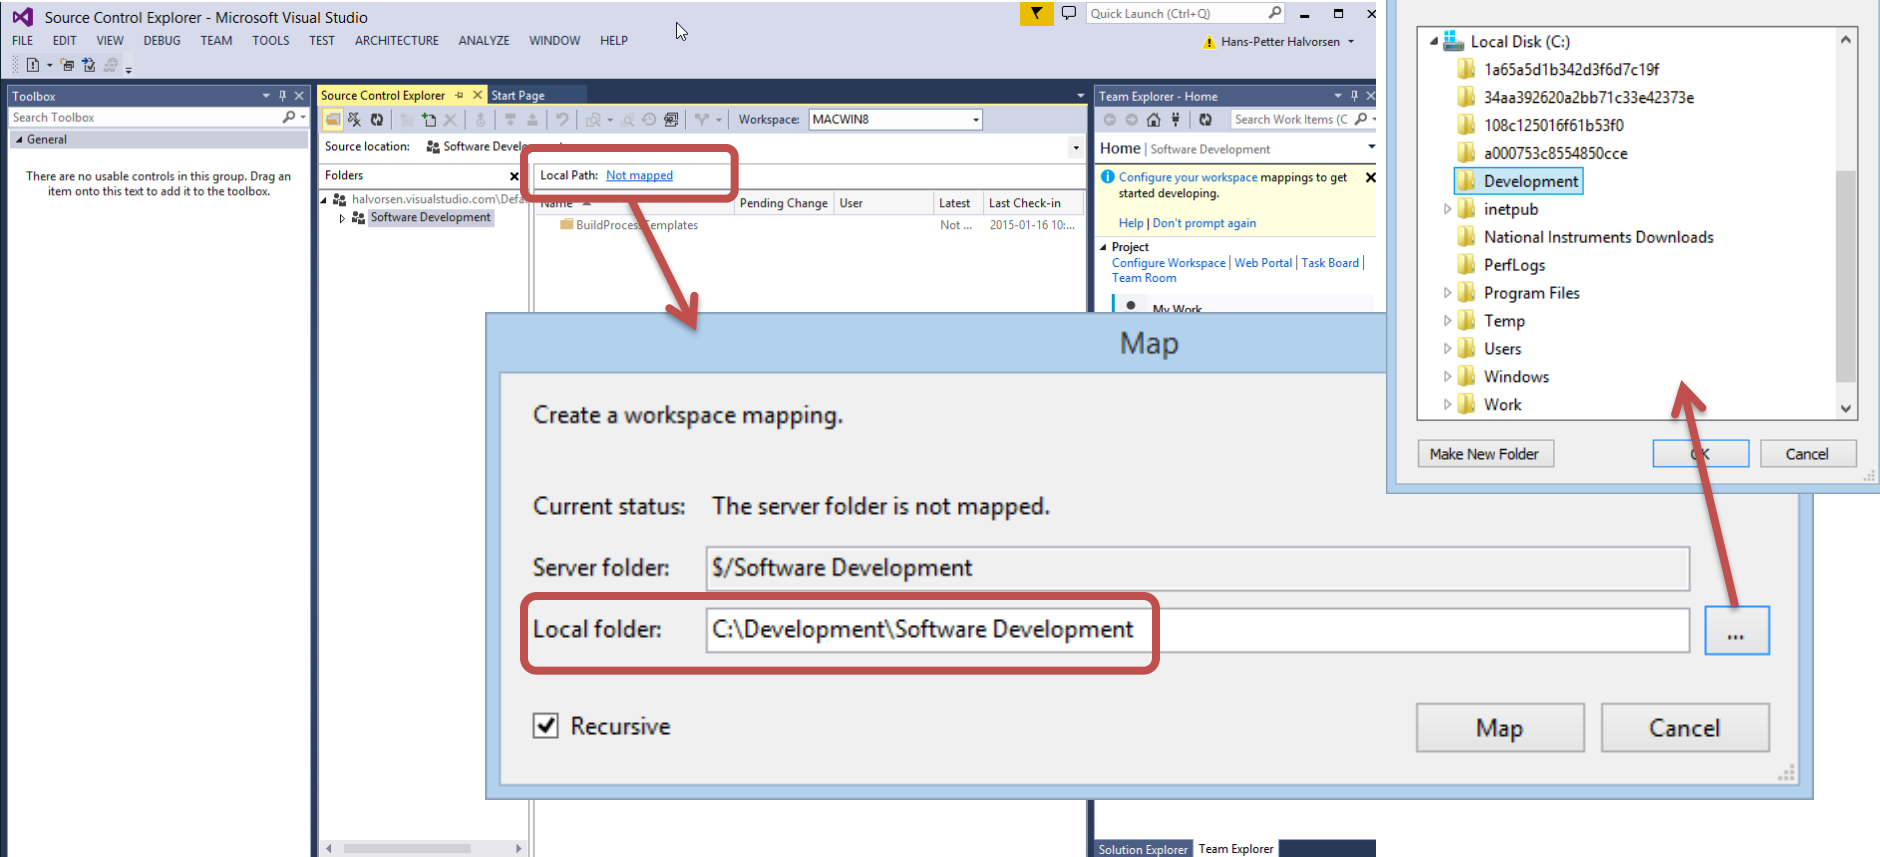 Source Control Explorer - Microsoft Visual Studio
Quick Launch (Ctrl+Q)
FILE EDIT VIEW DEBUG TEAM TOOLS TEST ARCHITECTURE ANALYZE WINDOW HELP
Hans-Petter Halvorsen
Toolbox
Search Toolbox
General
There are no usable controls in this group. Drag an
item onto this text to add it to the toolbox.
Source Control Explorer
Start Page
Workspace: MACWIN8
Source location: Software Develo
Folders
Local Path: Not mapped
halvorsen.visualstudio.com\Defa
Software Development
Name Pending Change User Latest Last Check-in
BuildProcessTemplates Not ... 2015-01-16 10:...
Team Explorer - Home
Search Work Items (C
Home | Software Development
Configure your workspace mappings to get
started developing.
Help | Don't prompt again
Project
Configure Workspace | Web Portal | Task Board |
Team Room
My Work
Solution Explorer Team Explorer
Map
Create a workspace mapping.
Current status: The server folder is not mapped.
Server folder: $/Software Development
Local folder: C:\Development\Software Development
...
Recursive
Map Cancel
Local Disk (C:)
1a65a5d1b342d3f6d7c19f
34aa392620a2bb71c33e42373e
108c125016f61b53f0
a000753c8554850cce
Development
inetpub
National Instruments Downloads
PerfLogs
Program Files
Temp
Users
Windows
Work
Make New Folder OK Cancel